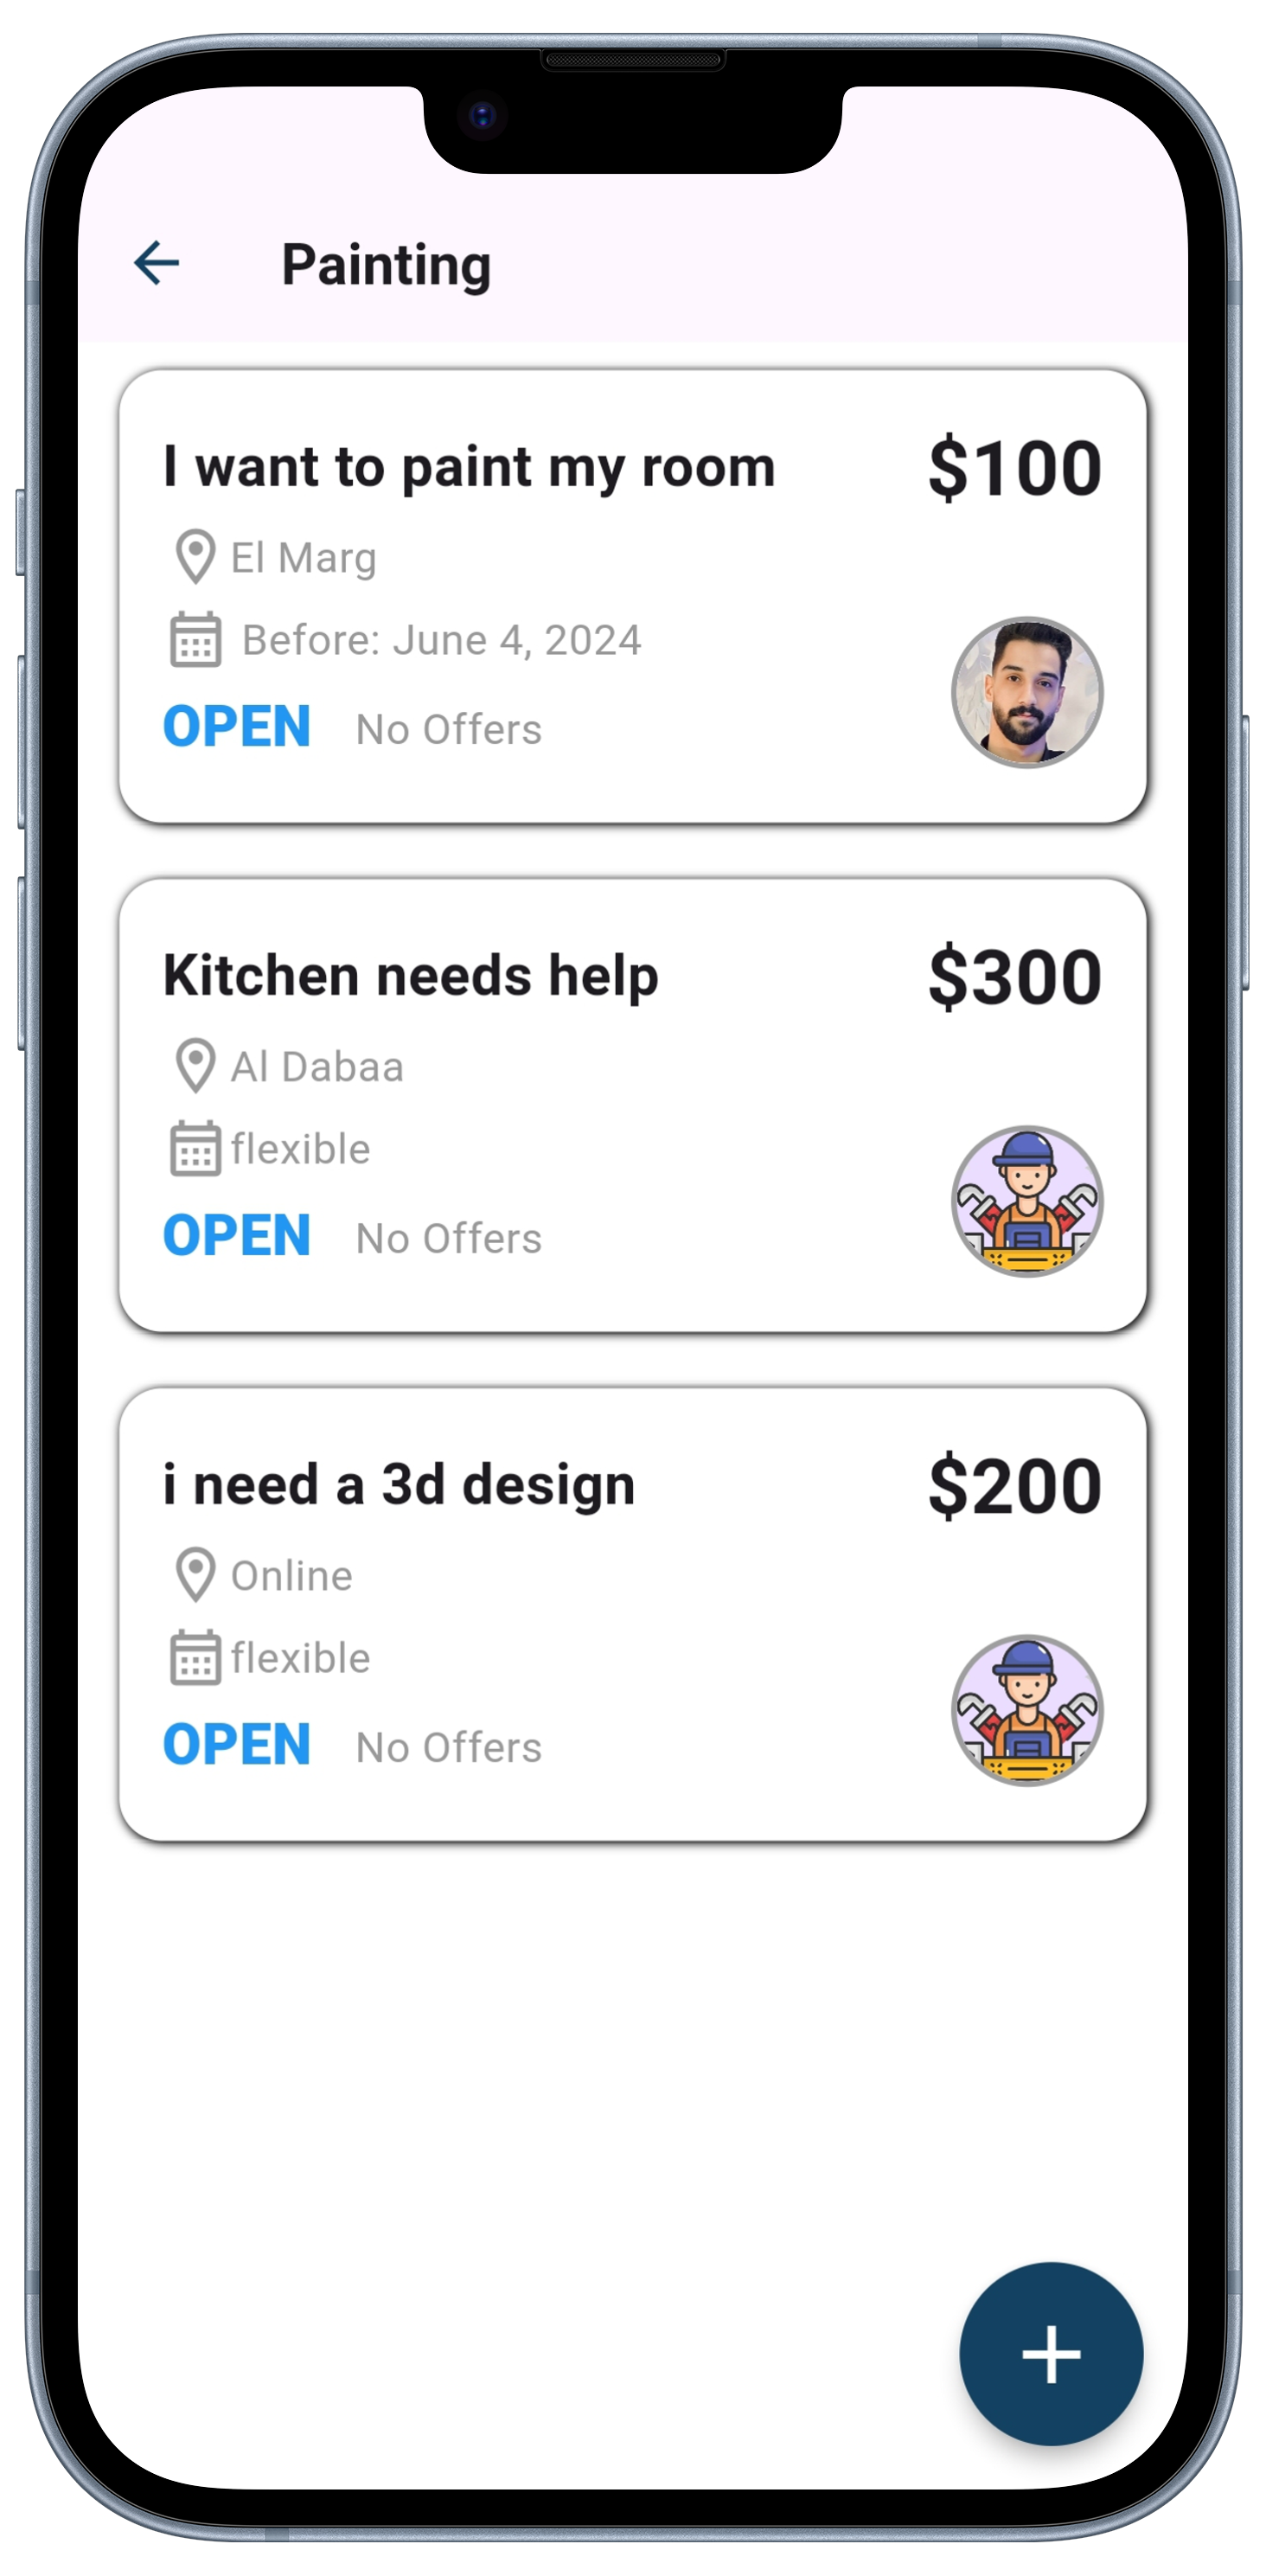 Painting
I want to paint my room
$100
El Marg
Before: June 4, 2024
OPEN No Offers
Kitchen needs help
$300
Al Dabaa
flexible
OPEN No Offers
i need a 3d design
$200
Online
flexible
OPEN No Offers